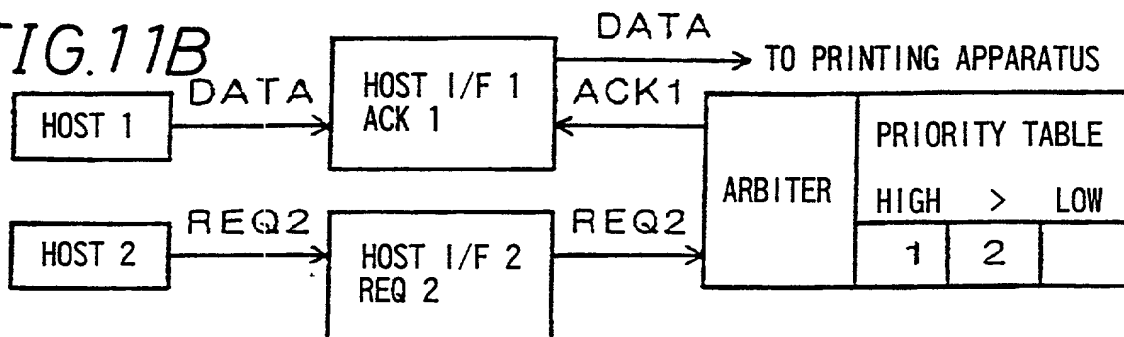 FIG.11B
DATA
TO PRINTING APPARATUS
HOST 1
DATA
HOST I/F 1
ACK 1
ACK1
ARBITER
PRIORITY TABLE
HIGH > LOW
1 2
HOST 2
REQ2
HOST I/F 2
REQ 2
REQ2